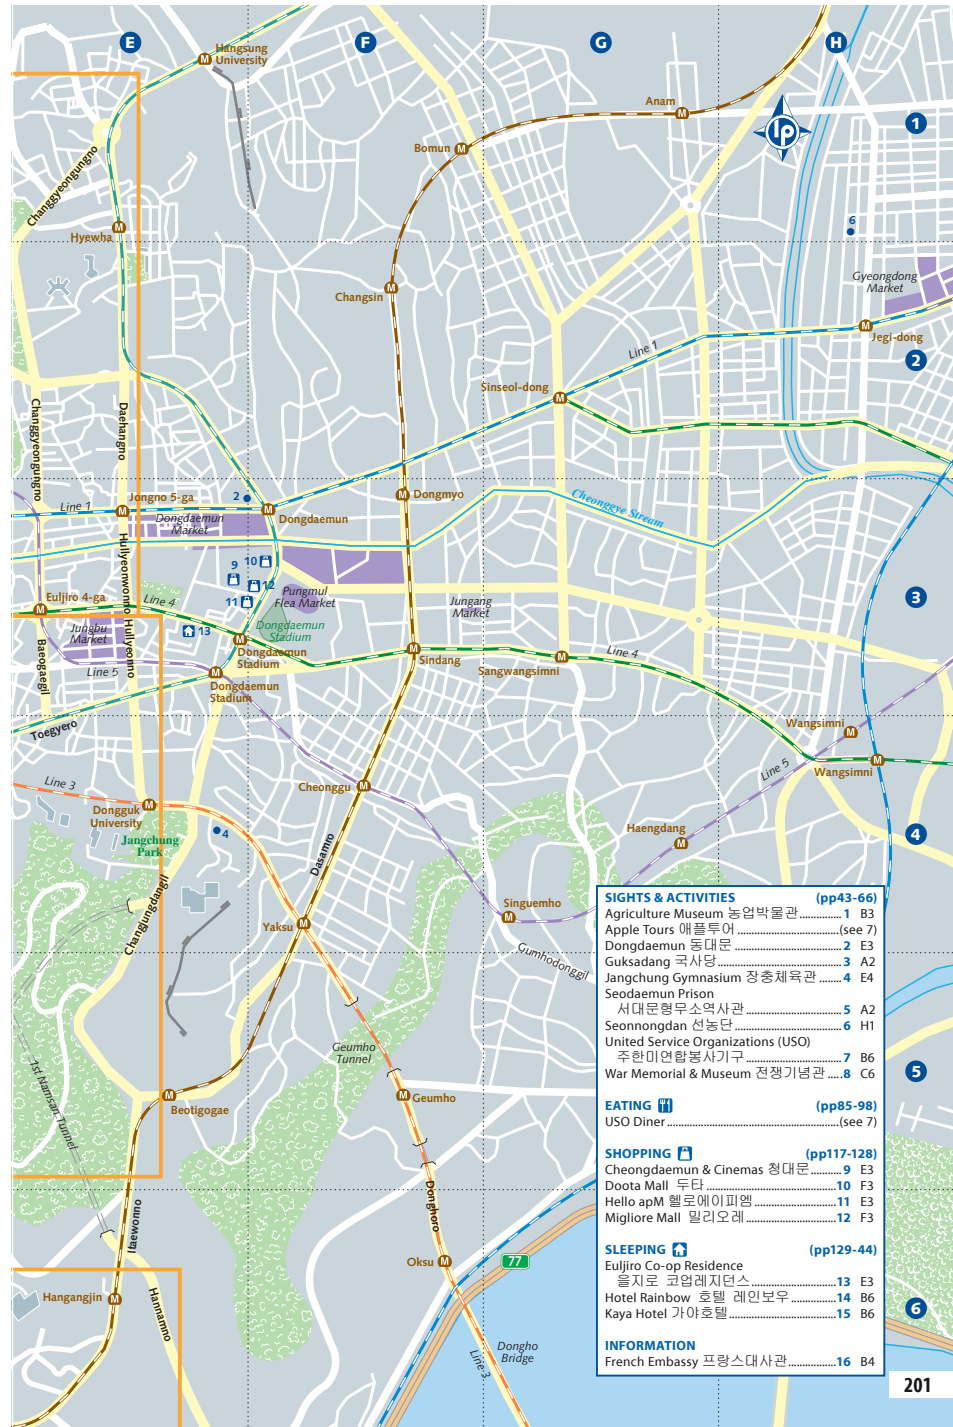 E
F
G
H
Hangsung
University
Anam
lp
1
Bomun
Changgyeongungno
6
Hyewha
Gyeongdong
Market
Changsin
Jegi-dong
Line 1
2
Sinseol-dong
Changgyeongungno
Daehangno
2
Jongno 5-ga
Dongmyo
Line 1
Dongdaemun
Market
Dongdaemun
Cheonggye Stream
Hullyeonwonno
9
10
12
11
Pungmul
Flea Market
3
Euljiro 4-ga
Line 4
Jungang
Market
Jungbu
Market
13
Dongdaemun
Stadium
Hullyeonno
Baeogaegil
Dongdaemun
Stadium
Sindang
Line 4
Line 5
Sangwangsimni
Dongdaemun
Stadium
Toegyero
Wangsimni
Line 5
Wangsimni
Line 3
Cheonggu
Dongguk
University
4
Haengdang
4
Jangchung
Park
Dasanro
Changjungdangil
Singuemho
Yaksu
Gumhodonggil
Geumho
Tunnel
1st Namsan Tunnel
5
Beotigogae
Geumho
Itaewonno
Donghoro
Oksu
77
Hangangjin
Hannamno
6
Dongho
Bridge
Line 3
SIGHTS & ACTIVITIES (pp43-66)
Agriculture Museum 농업박물관 1 B3
Apple Tours 애플투어 (see 7)
Dongdaemun 동대문 2 E3
Guksadang 국사당 3 A2
Jangchung Gymnasium 장충체육관 4 E4
Seodaemun Prison
서대문형무소역사관 5 A2
Seonnongdan 선농단 6 H1
United Service Organizations (USO)
주한미연합봉사기구 7 B6
War Memorial & Museum 전쟁기념관 8 C6
EATING (pp85-98)
USO Diner (see 7)
SHOPPING (pp117-128)
Cheongdaemun & Cinemas 청대문 9 E3
Doota Mall 두타 10 F3
Hello apM 헬로에이피엠 11 E3
Migliore Mall 밀리오레 12 F3
SLEEPING (pp129-44)
Euljiro Co-op Residence
을지로 코업레지던스 13 E3
Hotel Rainbow 호텔 레인보우 14 B6
Kaya Hotel 가야호텔 15 B6
INFORMATION
French Embassy 프랑스대사관 16 B4
201